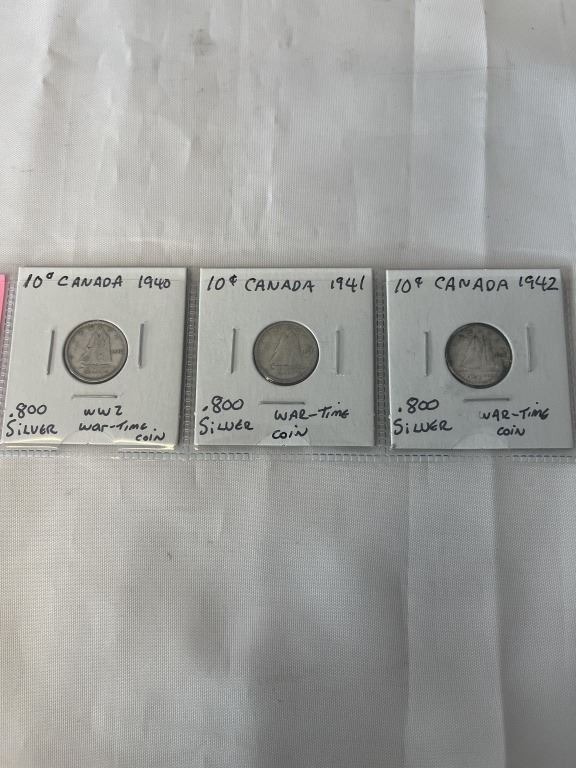 10¢ CANADA 1940
.800 WW2
SILVER WAR-TIME COIN
10¢ CANADA 1941
.800 WAR-TIME
SILVER COIN
10¢ CANADA 1942
.800 WAR-TIME
SILVER COIN